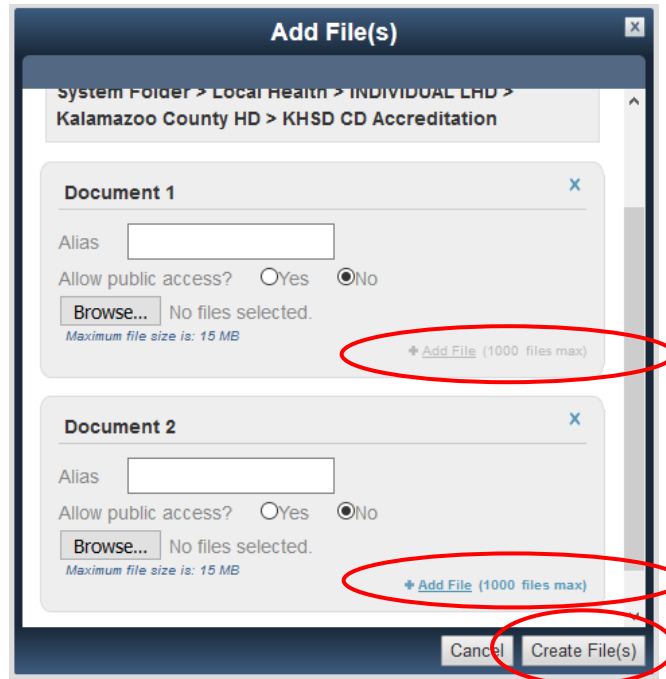 Add File(s)
x
System Folder > Local Health > INDIVIDUAL LHD >
Kalamazoo County HD > KHSD CD Accreditation
Document 1 x
Alias
Allow public access? Yes No
Browse... No files selected.
Maximum file size is: 15 MB
+ Add File (1000 files max)
Document 2 x
Alias
Allow public access? Yes No
Browse... No files selected.
Maximum file size is: 15 MB
+ Add File (1000 files max)
Cancel Create File(s)